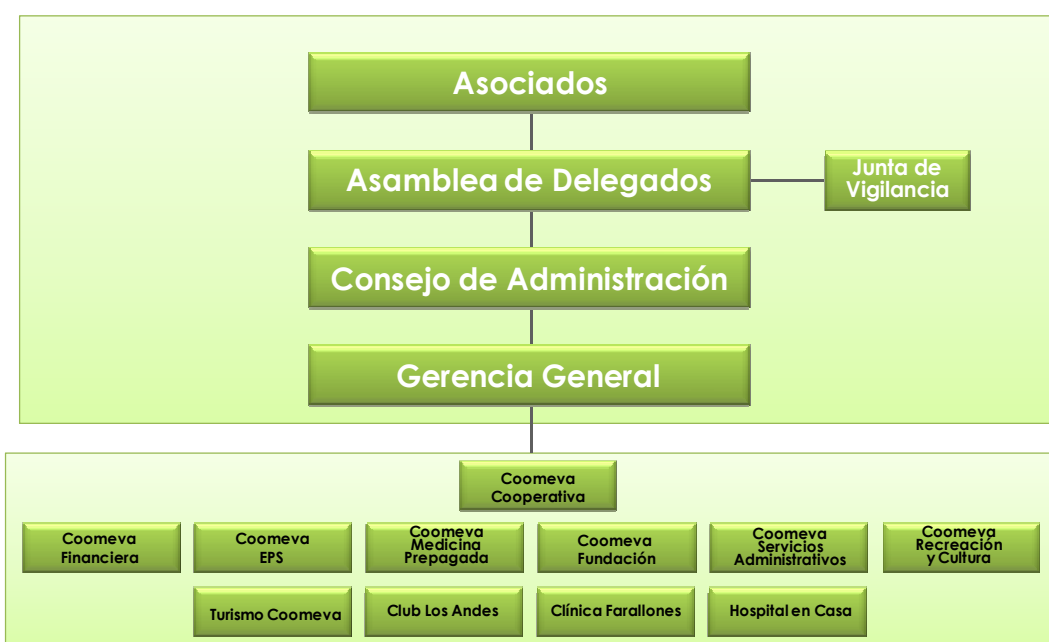 Asociados
Asamblea de Delegados
Junta de
Vigilancia
Consejo de Administración
Gerencia General
Coomeva
Cooperativa
Coomeva
Financiera
Coomeva
EPS
Coomeva
Medicina
Prepagada
Coomeva
Fundación
Coomeva
Servicios
Administrativos
Coomeva
Recreación
y Cultura
Turismo Coomeva
Club Los Andes
Clínica Farallones
Hospital en Casa